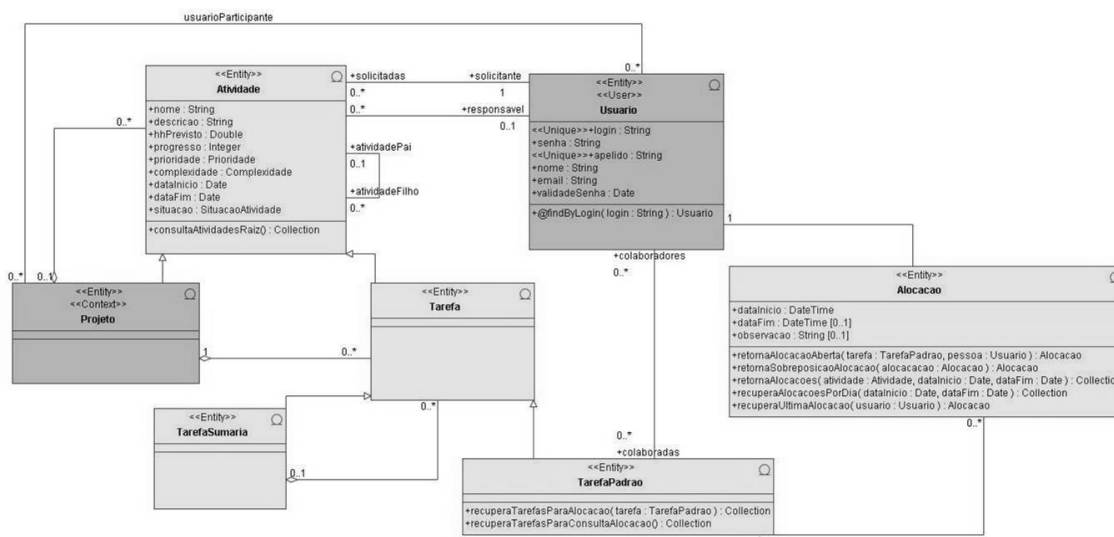 usuarioParticipante
0..*
<<Entity>>
Atividade
+nome : String
+descricao : String
+hhPrevisto : Double
+progresso : Integer
+prioridade : Prioridade
+complexidade : Complexidade
+dataInicio : Date
+dataFim : Date
+situacao : SituacaoAtividade
+consultaAtividadesRaiz() : Collection
+solicitadas
+solicitante
0..*
1
0..*
+responsavel
0..1
+atividadePai
0..1
+atividadeFilho
0..*
0..*
<<Entity>>
<<User>>
Usuario
<<Unique>>+login : String
+senha : String
<<Unique>>+apelido : String
+nome : String
+email : String
+validadeSenha : Date
+@findByLogin( login : String ) : Usuario
+colaboradores
0..*
1
0..*
0..1
<<Entity>>
<<Context>>
Projeto
1
0..*
<<Entity>>
Tarefa
<<Entity>>
Alocacao
+dataInicio : DateTime
+dataFim : DateTime [0..1]
+observacao : String [0..1]
+retornaAlocacaoAberta( tarefa : TarefaPadrao, pessoa : Usuario ) : Alocacao
+retornaSobreposicaoAlocacao( alocacacao : Alocacao ) : Alocacao
+retornaAlocacoes( atividade : Atividade, dataInicio : Date, dataFim : Date ) : Collectio
+recuperaAlocacoesPorDia( dataInicio : Date, dataFim : Date ) : Collection
+recuperaUltimaAlocacao( usuario : Usuario ) : Alocacao
0..*
<<Entity>>
TarefaSumaria
0..1
0..*
0..*
+colaboradas
<<Entity>>
TarefaPadrao
+recuperaTarefasParaAlocacao( tarefa : TarefaPadrao ) : Collection
+recuperaTarefasParaConsultaAlocacao() : Collection